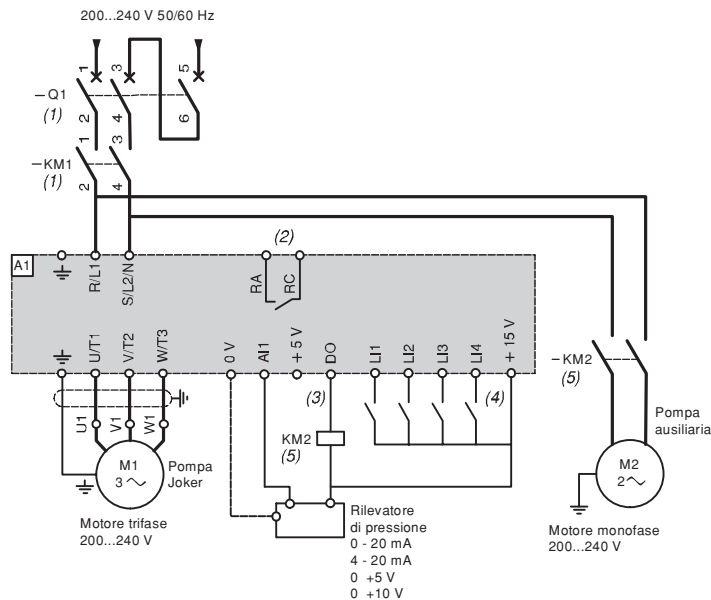 200...240 V 50/60 Hz
1
3
5
–Q1
(1)
2
4
6
1
3
–KM1
(1)
2
4
A1
R/L1
S/L2/N
(2)
RA
RC
U/T1
V/T2
W/T3
0 V
AI1
+ 5 V
DO
LI1
LI2
LI3
LI4
+ 15 V
–KM2
(5)
(3)
(4)
U1
V1
W1
KM2
(5)
Pompa
ausiliaria
M1
3
Pompa
Joker
M2
2
Motore trifase
200...240 V
Rilevatore
di pressione
0 - 20 mA
4 - 20 mA
0 +5 V
0 +10 V
Motore monofase
200...240 V